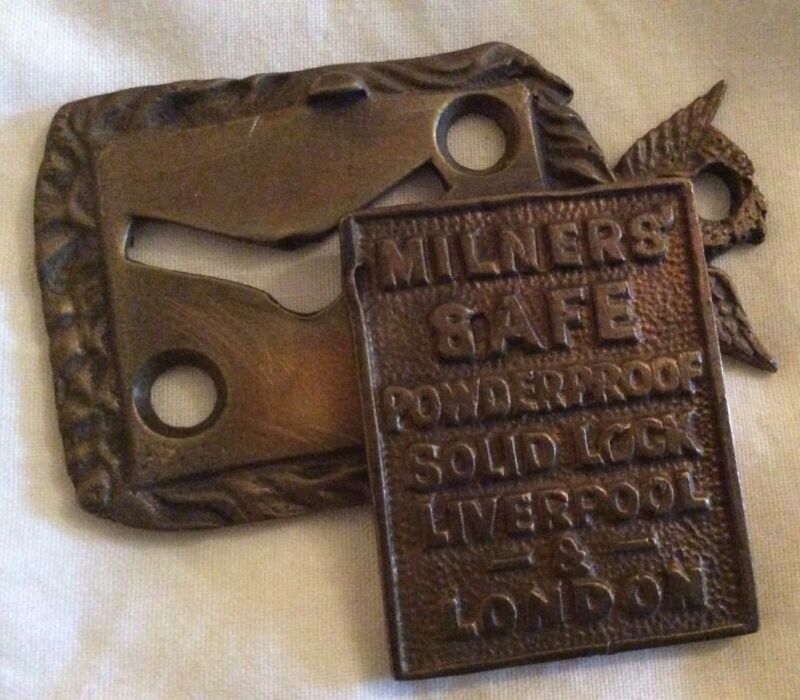 MILNERS'
SAFE
POWDERPROOF
SOLID LOCK
LIVERPOOL
- & -
LONDON